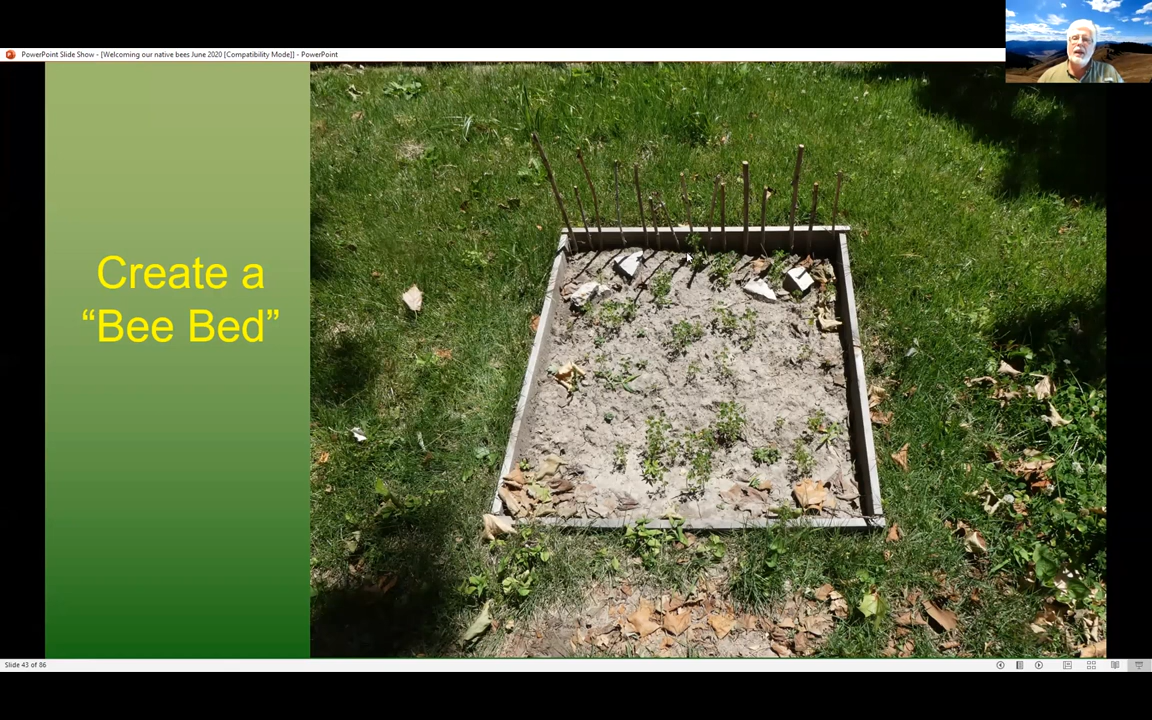 PowerPoint Slide Show - [Welcoming our native bees June 2020 [Compatibility Mode]] - PowerPoint
Create a
“Bee Bed”
Slide 43 of 86